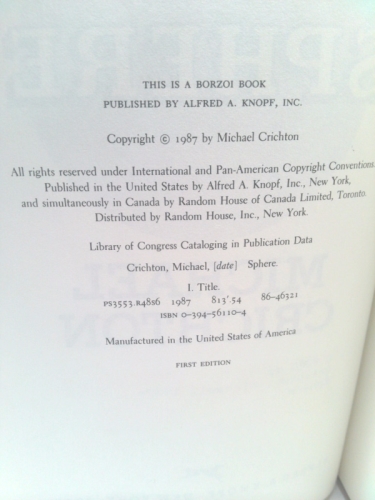 THIS IS A BORZOI BOOK
PUBLISHED BY ALFRED A. KNOPF, INC.
Copyright © 1987 by Michael Crichton
All rights reserved under International and Pan-American Copyright Conventions.
Published in the United States by Alfred A. Knopf, Inc., New York,
and simultaneously in Canada by Random House of Canada Limited, Toronto.
Distributed by Random House, Inc., New York.
Library of Congress Cataloging in Publication Data
Crichton, Michael, [date] Sphere.
I. Title.
PS3553.R48S6 1987 813'.54 86-46321
ISBN 0-394-56110-4
Manufactured in the United States of America
FIRST EDITION